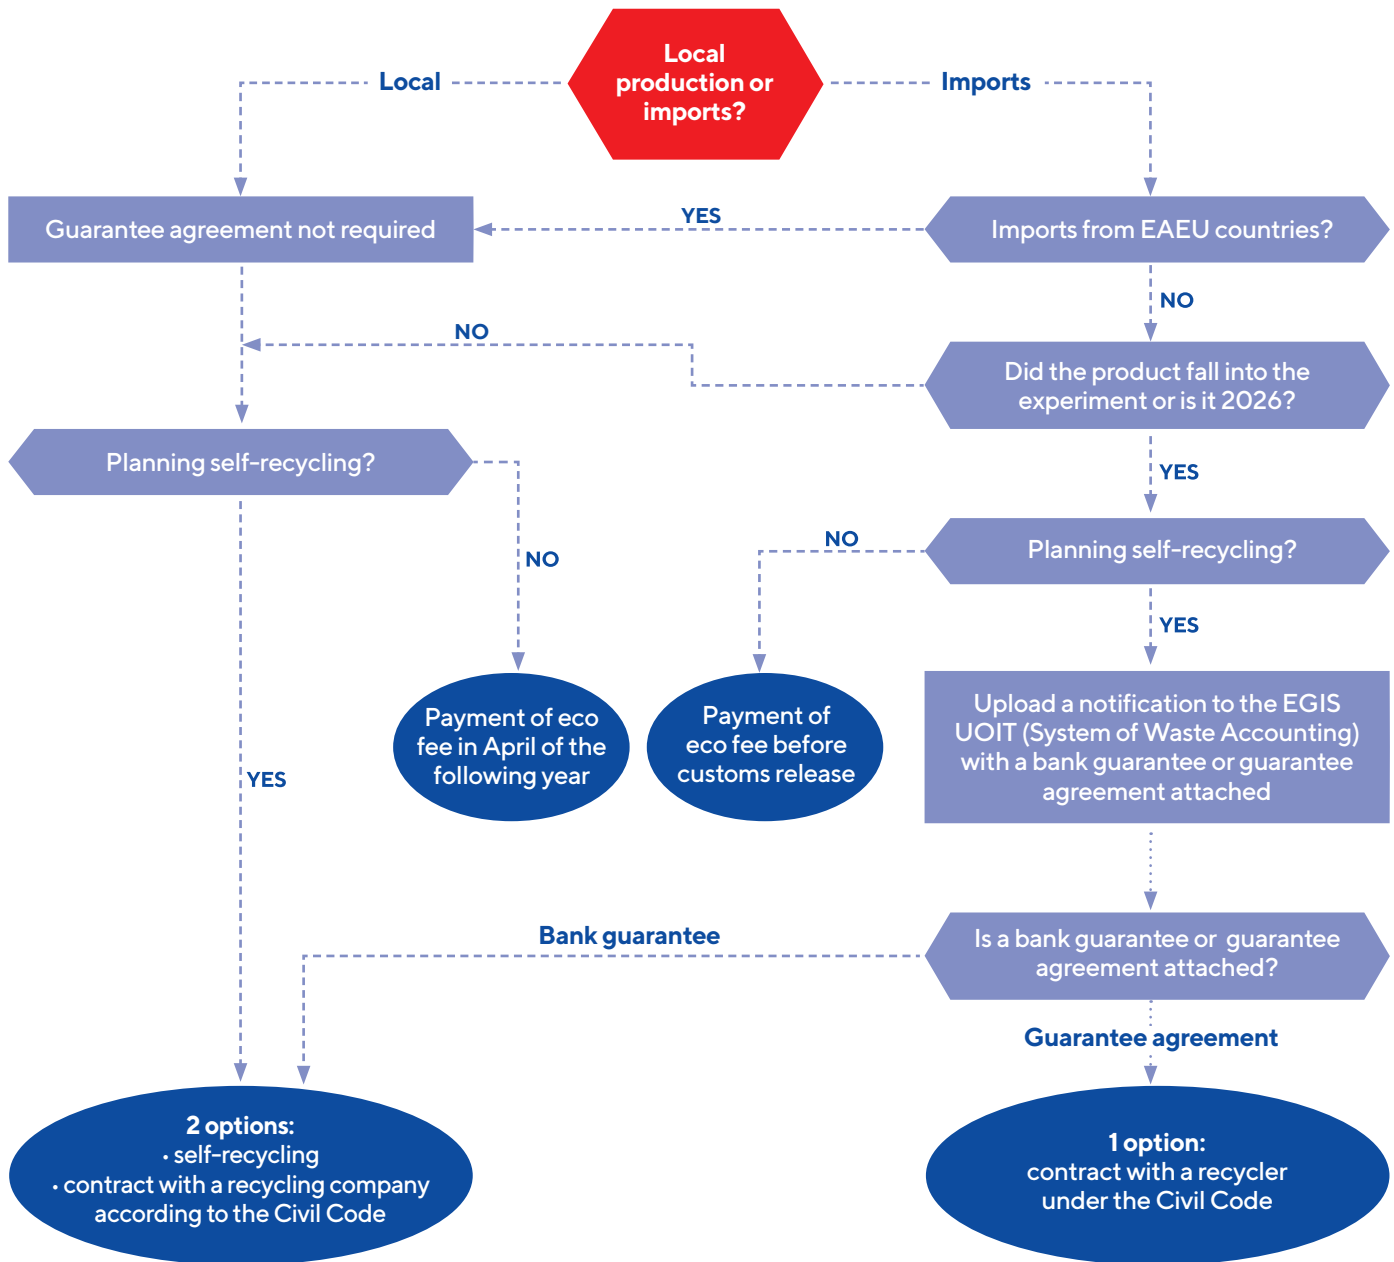 Local
production or
imports?
Local
Imports
Guarantee agreement not required
YES
Imports from EAEU countries?
NO
NO
Did the product fall into the
experiment or is it 2026?
YES
Planning self-recycling?
NO
NO
Planning self-recycling?
YES
Payment of eco
fee in April of the
following year
Payment of
eco fee before
customs release
Upload a notification to the EGIS
UOIT (System of Waste Accounting)
with a bank guarantee or guarantee
agreement attached
YES
Bank guarantee
Is a bank guarantee or guarantee
agreement attached?
Guarantee agreement
2 options:
• self-recycling
• contract with a recycling company
according to the Civil Code
1 option:
contract with a recycler
under the Civil Code